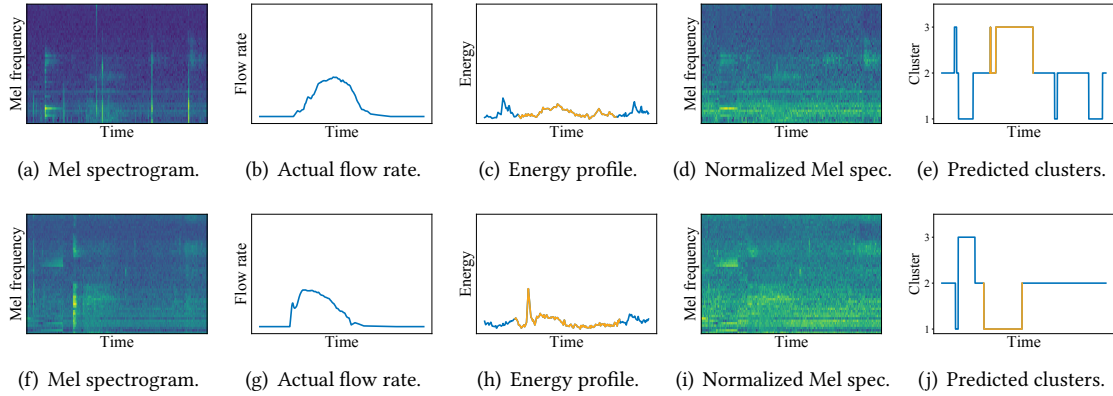 Mel frequency
Time
(a) Mel spectrogram.
Flow rate
Time
(b) Actual flow rate.
Energy
Time
(c) Energy profile.
Mel frequency
Time
(d) Normalized Mel spec.
Cluster
3
2
1
Time
(e) Predicted clusters.
Mel frequency
Time
(f) Mel spectrogram.
Flow rate
Time
(g) Actual flow rate.
Energy
Time
(h) Energy profile.
Mel frequency
Time
(i) Normalized Mel spec.
Cluster
3
2
1
Time
(j) Predicted clusters.